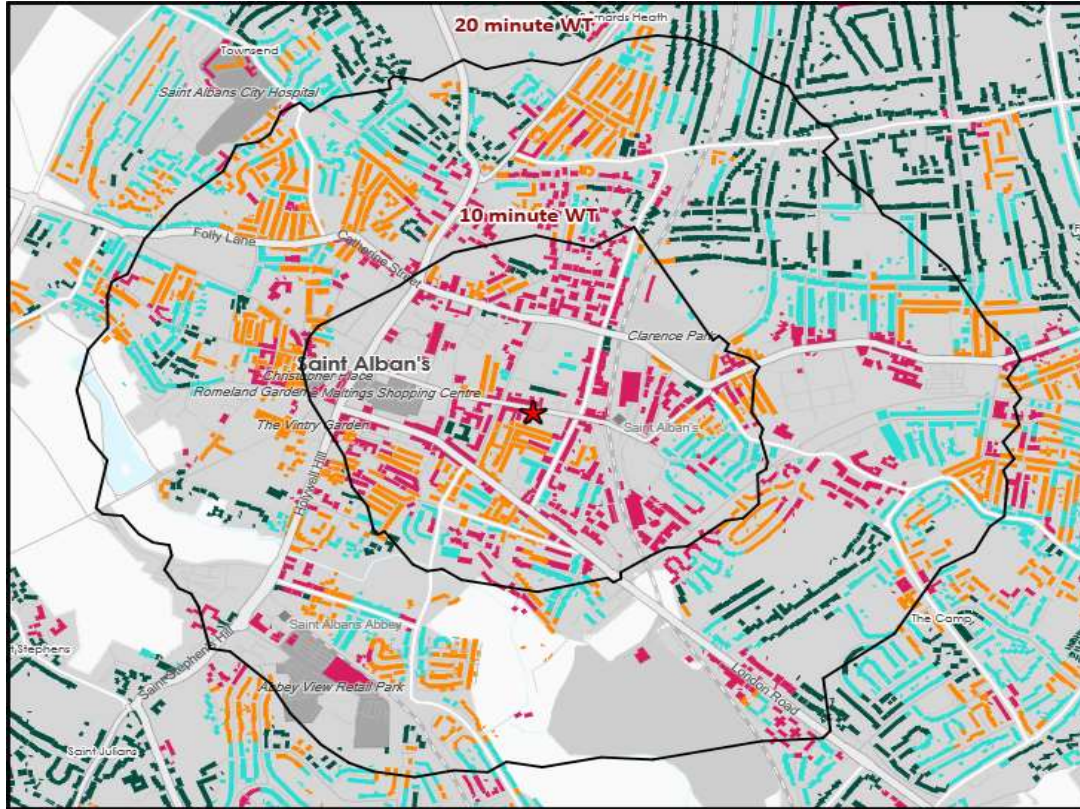 20 minute WT
Townsend
Saint Albans City Hospital
10 minute WT
Folly Lane
Catherine Street
Clarence Park
Saint Alban's
Christopher Place
Romeland Garden
Maltings Shopping Centre
The Vintry Garden
Saint Alban's
Holywell Hill
Saint Albans Abbey
The Camp
Saint Stephen's Hill
Abbey View Retail Park
London Road
Saint Julians